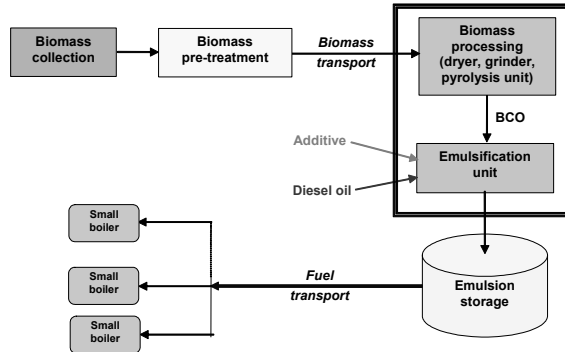 Biomass
collection
Biomass
pre-treatment
Biomass
transport
Biomass
processing
(dryer, grinder,
pyrolysis unit)
BCO
Additive
Diesel oil
Emulsification
unit
Small
boiler
Small
boiler
Small
boiler
Fuel
transport
Emulsion
storage